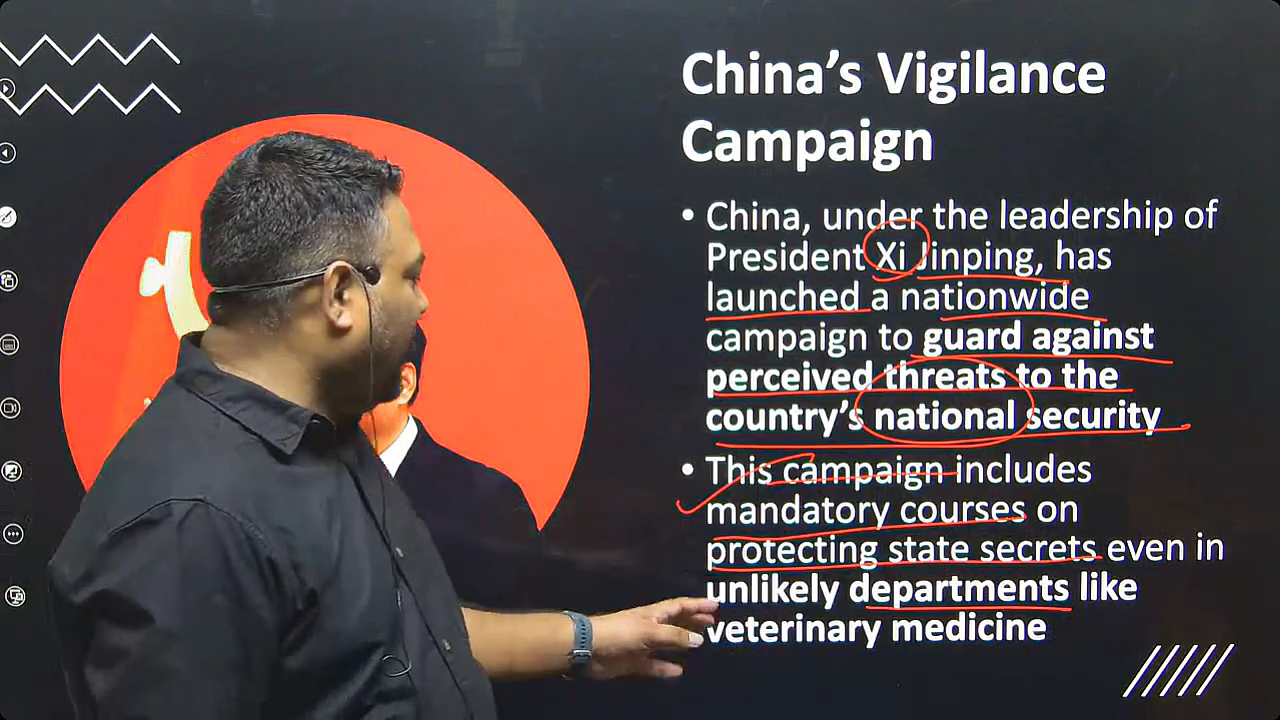 China’s Vigilance
Campaign
• China, under the leadership of
President Xi Jinping, has
launched a nationwide
campaign to guard against
perceived threats to the
country’s national security
• This campaign includes
mandatory courses on
protecting state secrets even in
unlikely departments like
veterinary medicine